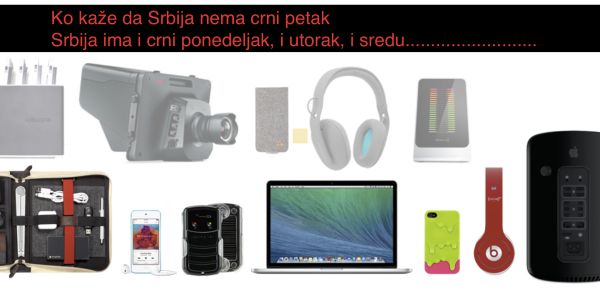 Ko kaže da Srbija nema crni petak
Srbija ima i crni ponedeljak, i utorak, i sredu..........................